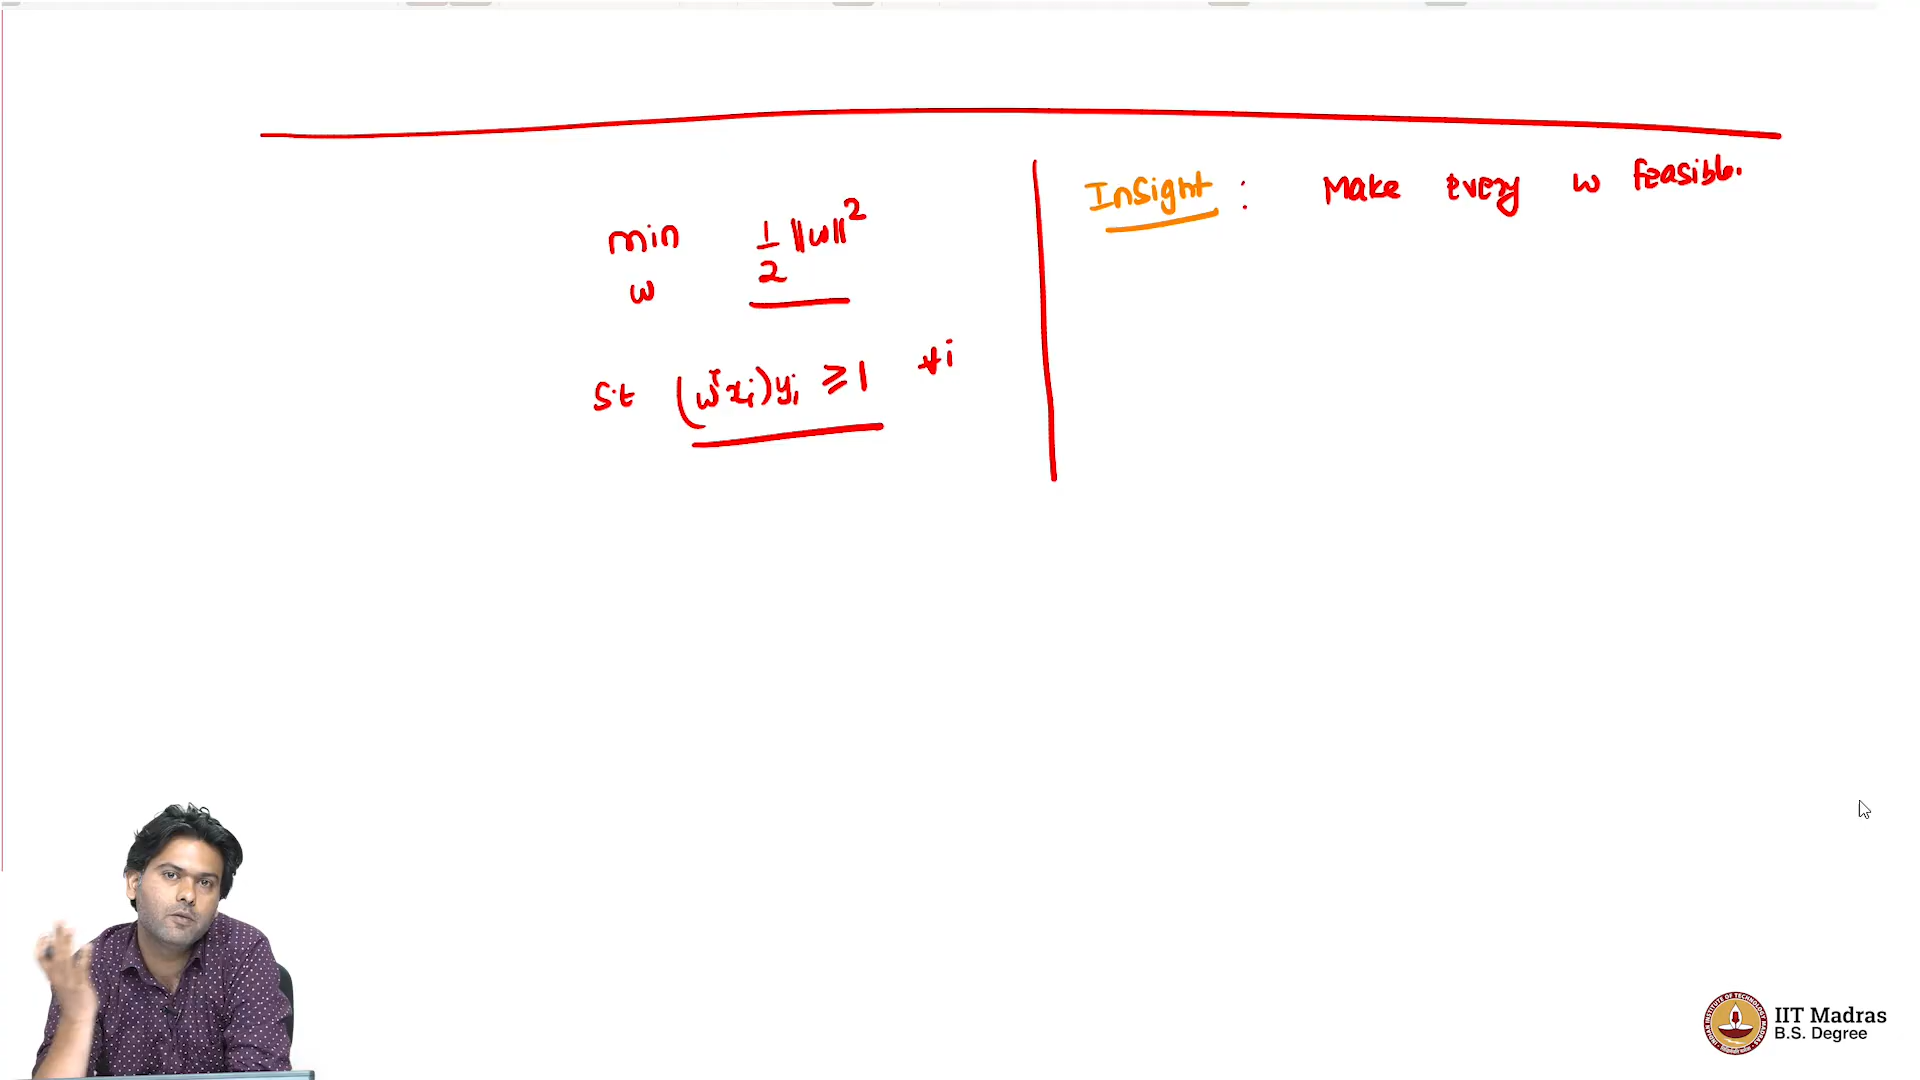 min 1/2 ||w||²
w
s.t (wᵀxᵢ)yᵢ ≥ 1 ∀i
Insight : Make every w feasible.
IIT Madras
B.S. Degree